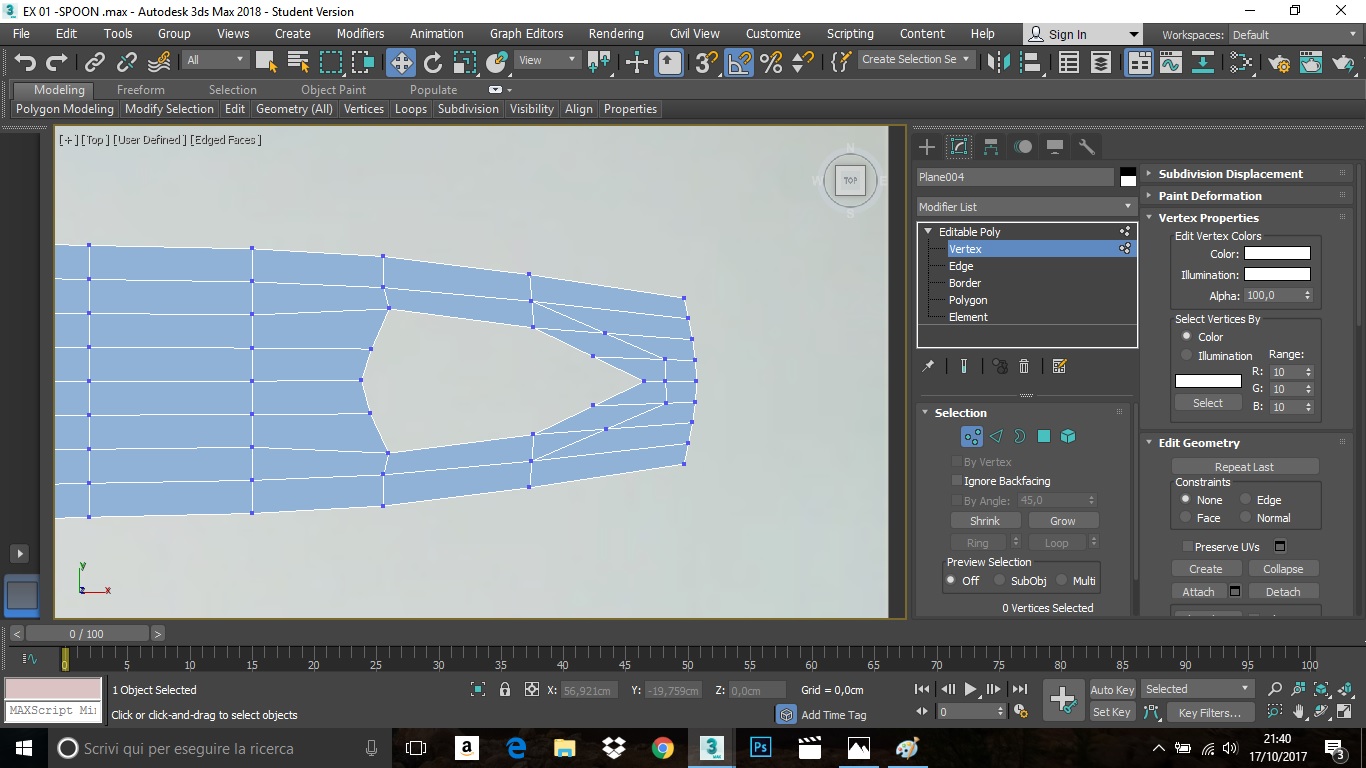 EX 01 -SPOON .max - Autodesk 3ds Max 2018 - Student Version
File Edit Tools Group Views Create Modifiers Animation Graph Editors Rendering Civil View Customize Scripting Content Help Sign In Workspaces: Default
All View 3 Create Selection Se
Modeling Freeform Selection Object Paint Populate
Polygon Modeling Modify Selection Edit Geometry (All) Vertices Loops Subdivision Visibility Align Properties
[+] [Top ] [User Defined ] [Edged Faces ]
N
W TOP E
S
Plane004
Modifier List
Editable Poly
Vertex
Edge
Border
Polygon
Element
Selection
By Vertex
Ignore Backfacing
By Angle: 45,0
Shrink Grow
Ring Loop
Preview Selection
Off SubObj Multi
0 Vertices Selected
Subdivision Displacement
Paint Deformation
Vertex Properties
Edit Vertex Colors
Color:
Illumination:
Alpha: 100,0
Select Vertices By
Color
Illumination Range:
R: 10
G: 10
Select B: 10
Edit Geometry
Repeat Last
Constraints
None Edge
Face Normal
Preserve UVs
Create Collapse
Attach Detach
y
z x
< 0 / 100 >
0 5 10 15 20 25 30 35 40 45 50 55 60 65 70 75 80 85 90 95 100
1 Object Selected X: 56,921cm Y: -19,759cm Z: 0,0cm Grid = 0,0cm Auto Key Selected
MAXScript Mi Click or click-and-drag to select objects Add Time Tag 0 Set Key Key Filters...
Scrivi qui per eseguire la ricerca a 3 MAX Ps 21:40
17/10/2017 3